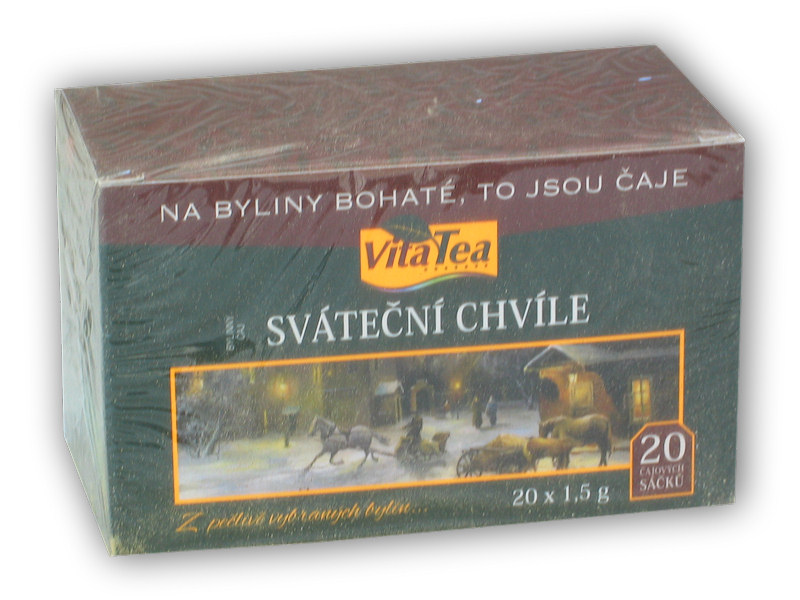 NA BYLINY BOHATÉ, TO JSOU ČAJE
VitaTea
SVÁTEČNÍ CHVÍLE
20
ČAJOVÝCH
SÁČKŮ
20 x 1,5 g
Z pečlivě vybraných bylin...